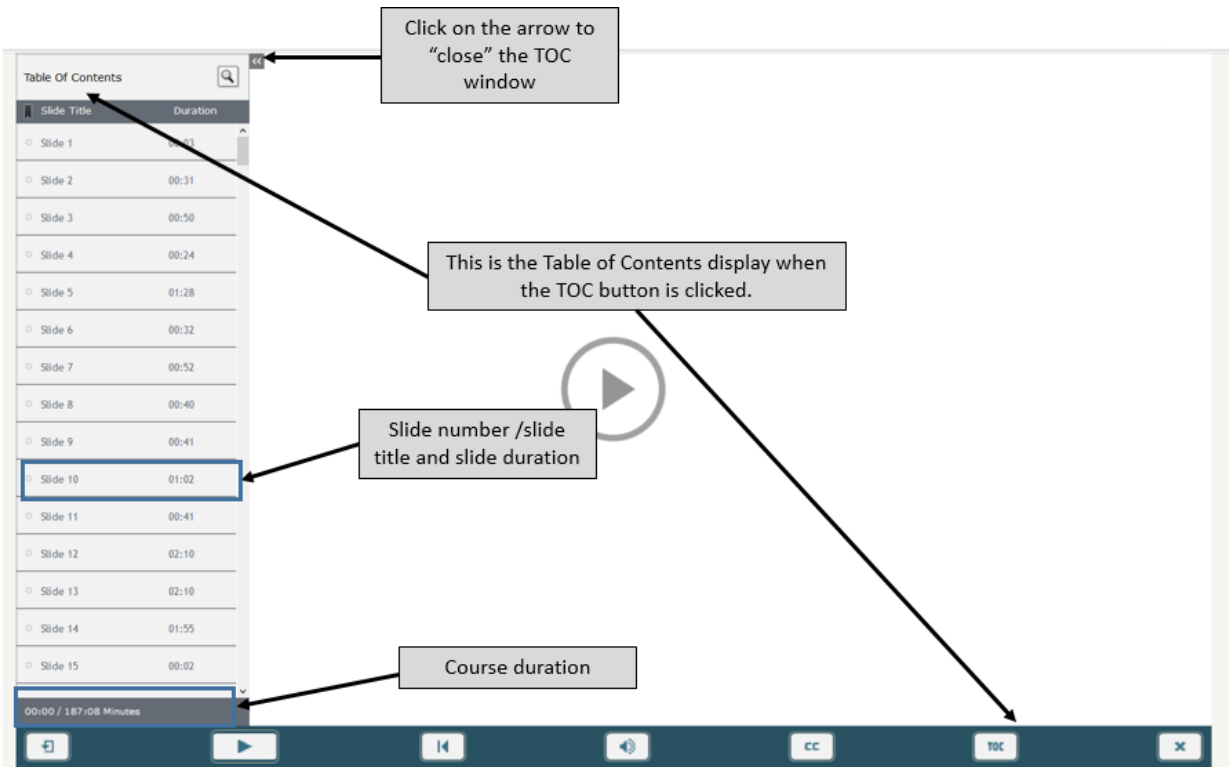 Click on the arrow to
“close” the TOC
window
Table Of Contents
Slide Title Duration
Slide 1 00:03
Slide 2 00:31
Slide 3 00:50
Slide 4 00:24
Slide 5 01:28
Slide 6 00:32
Slide 7 00:52
Slide 8 00:40
Slide 9 00:41
Slide 10 01:02
Slide 11 00:41
Slide 12 02:10
Slide 13 02:10
Slide 14 01:55
Slide 15 00:02
This is the Table of Contents display when
the TOC button is clicked.
Slide number /slide
title and slide duration
Course duration
00:00 / 187:08 Minutes
CC
TOC